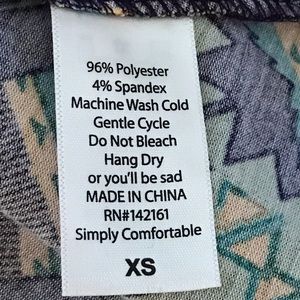 96% Polyester
4% Spandex
Machine Wash Cold
Gentle Cycle
Do Not Bleach
Hang Dry
or you'll be sad
MADE IN CHINA
RN#142161
Simply Comfortable
XS